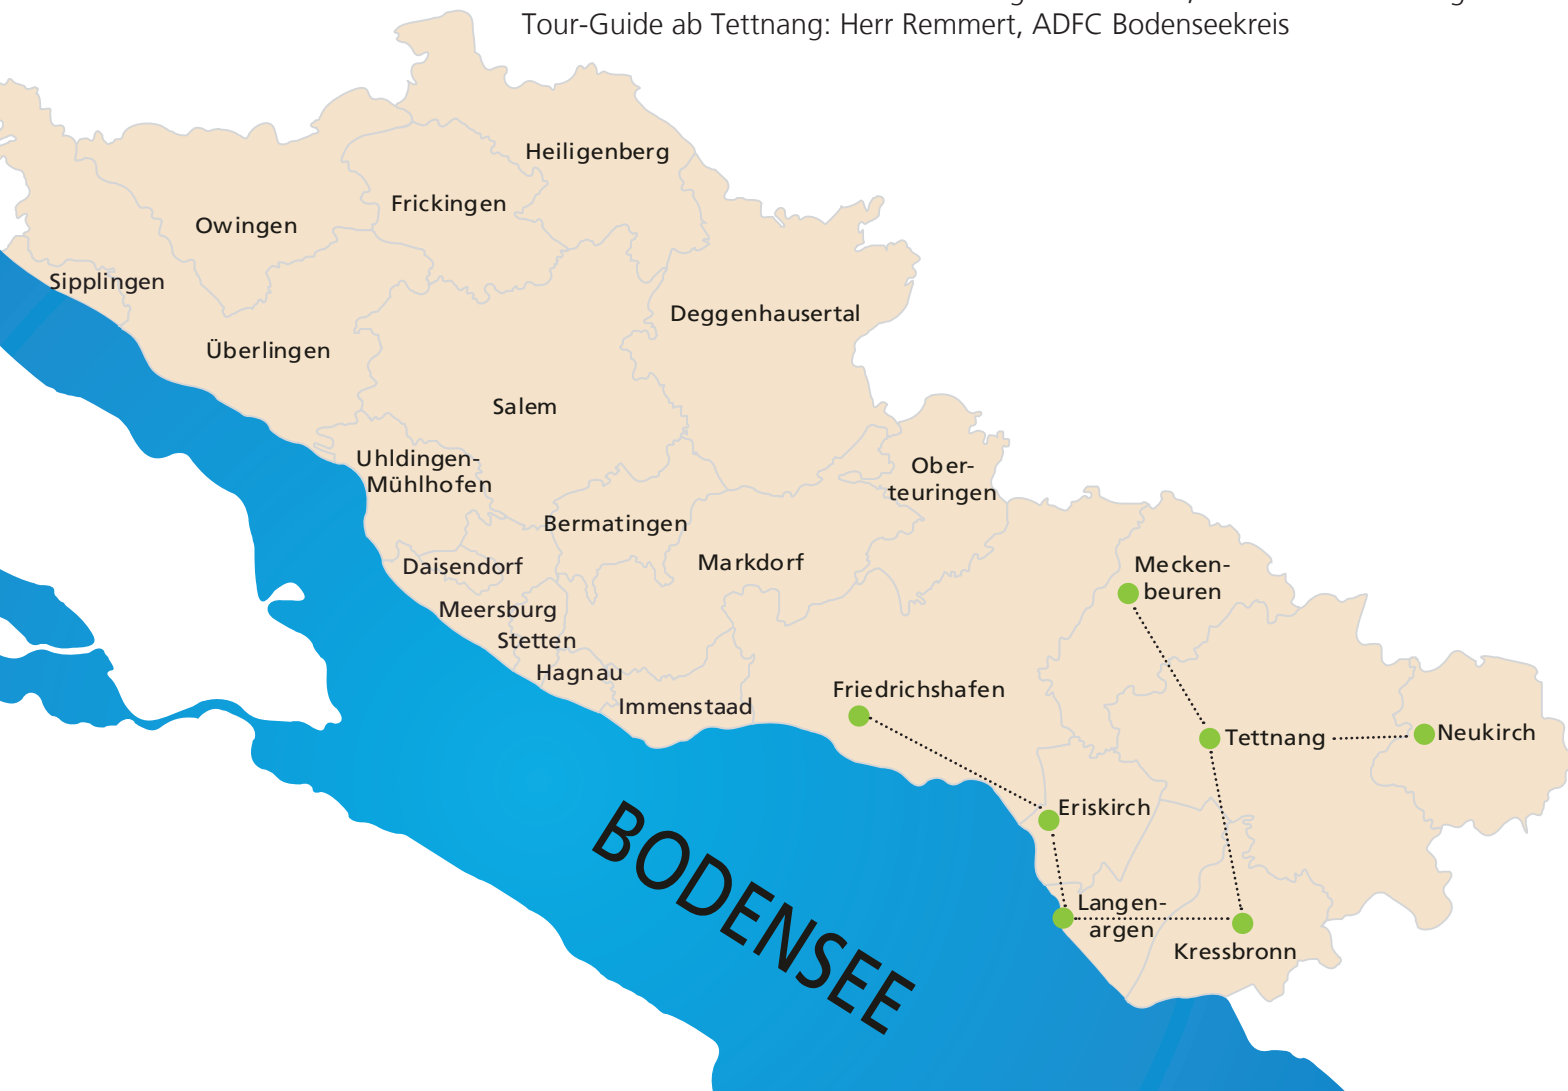 Tour-Guide ab Tettnang: Herr Remmert, ADFC Bodenseekreis
Heiligenberg
Frickingen
Owingen
Sipplingen
Deggenhausertal
Überlingen
Salem
Uhldingen-
Mühlhofen
Ober-
teuringen
Bermatingen
Markdorf
Daisendorf
Mecken-
beuren
Meersburg
Stetten
Hagnau
Immenstaad
Friedrichshafen
Tettnang
Neukirch
Eriskirch
Langen-
argen
Kressbronn
BODENSEE